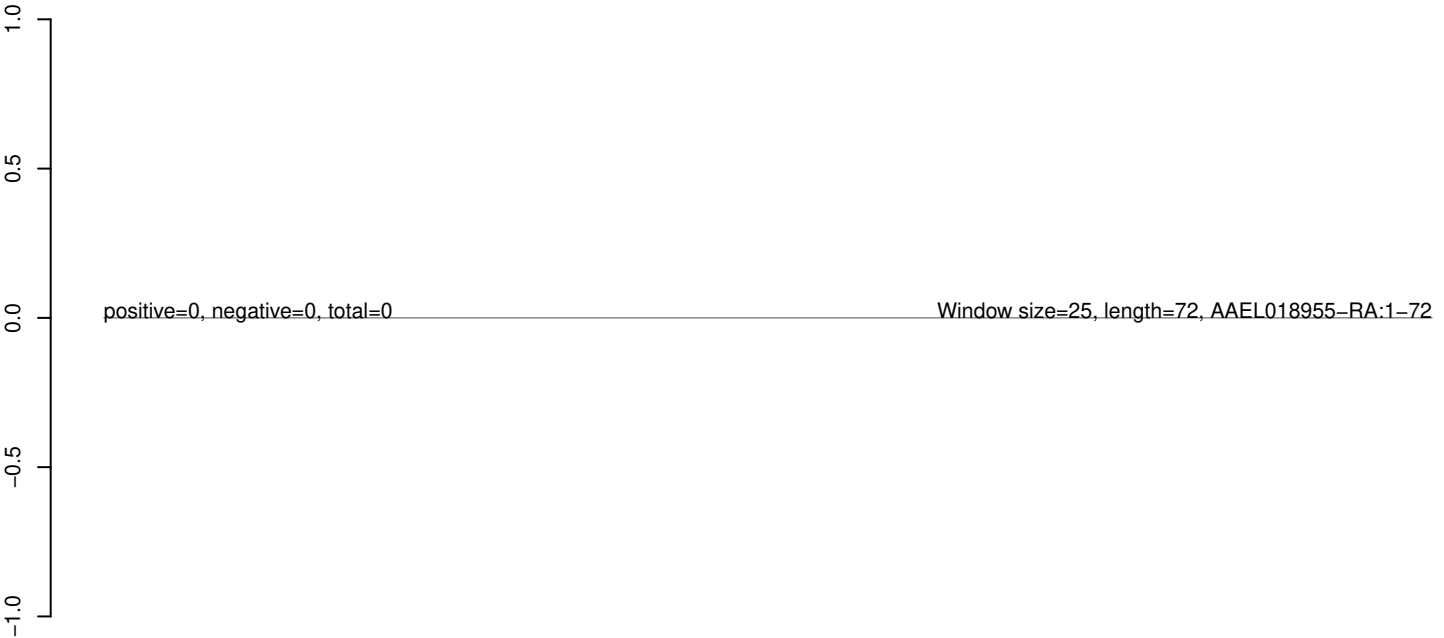 1.0
0.5
0.0
−0.5
−1.0
positive=0, negative=0, total=0
Window size=25, length=72, AAEL018955−RA:1−72